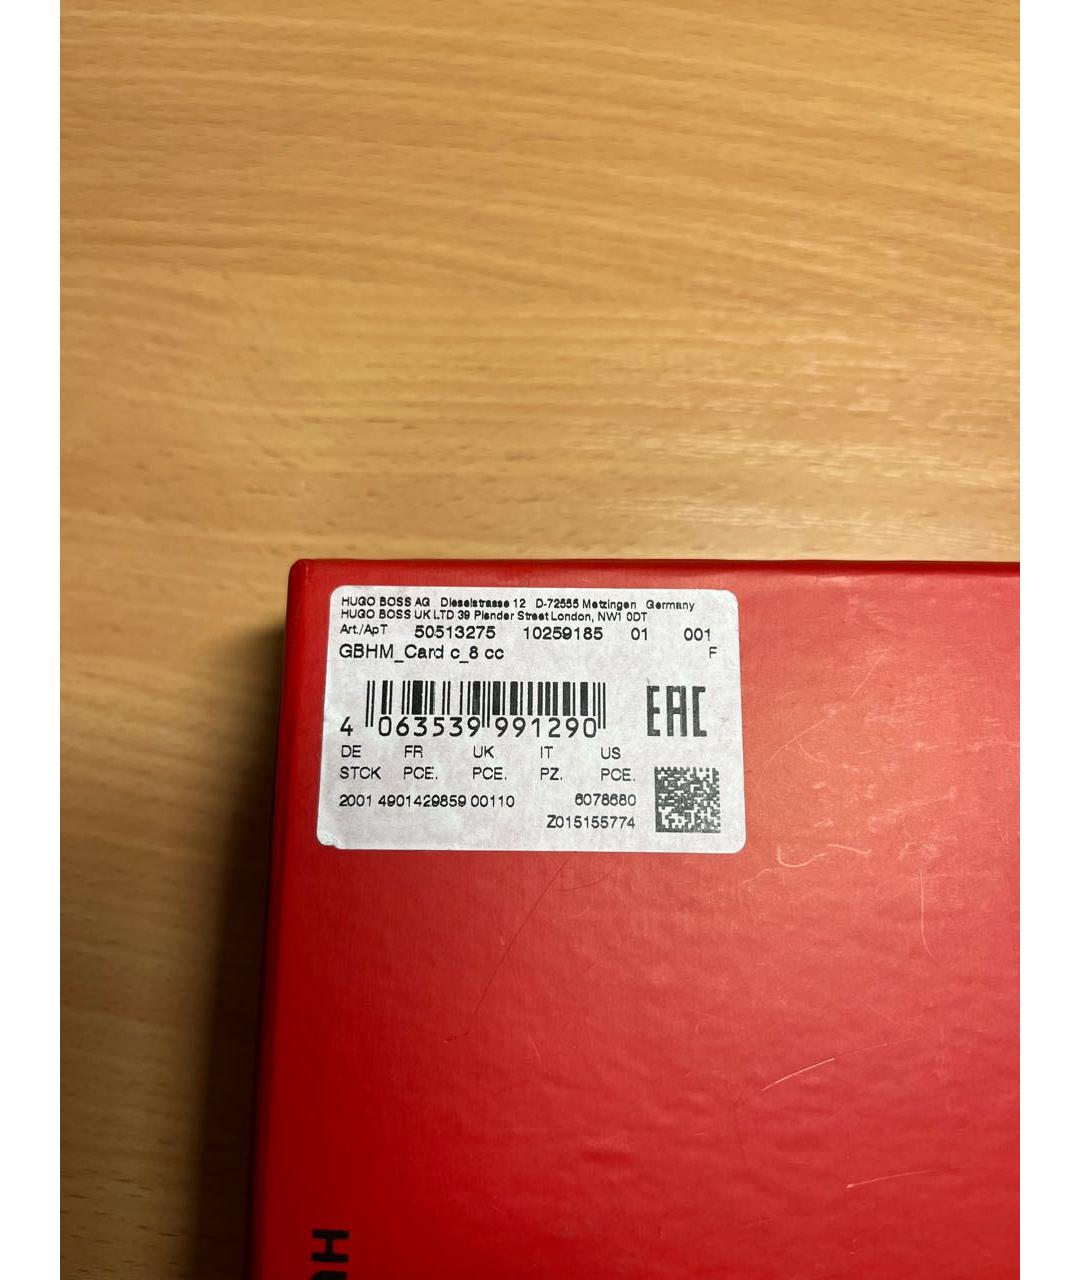 HUGO BOSS AG Dieselstrasse 12 D-72555 Metzingen Germany
HUGO BOSS UK LTD 39 Plender Street London, NW1 0DT
Art./Арт 50513275 10259185 01 001
GBHM_Card c_8 cc F
4 063539 991290
EAC
DE FR UK IT US
STCK PCE. PCE. PZ. PCE.
2001 4901429859 00110 6078680
Z015155774
HU